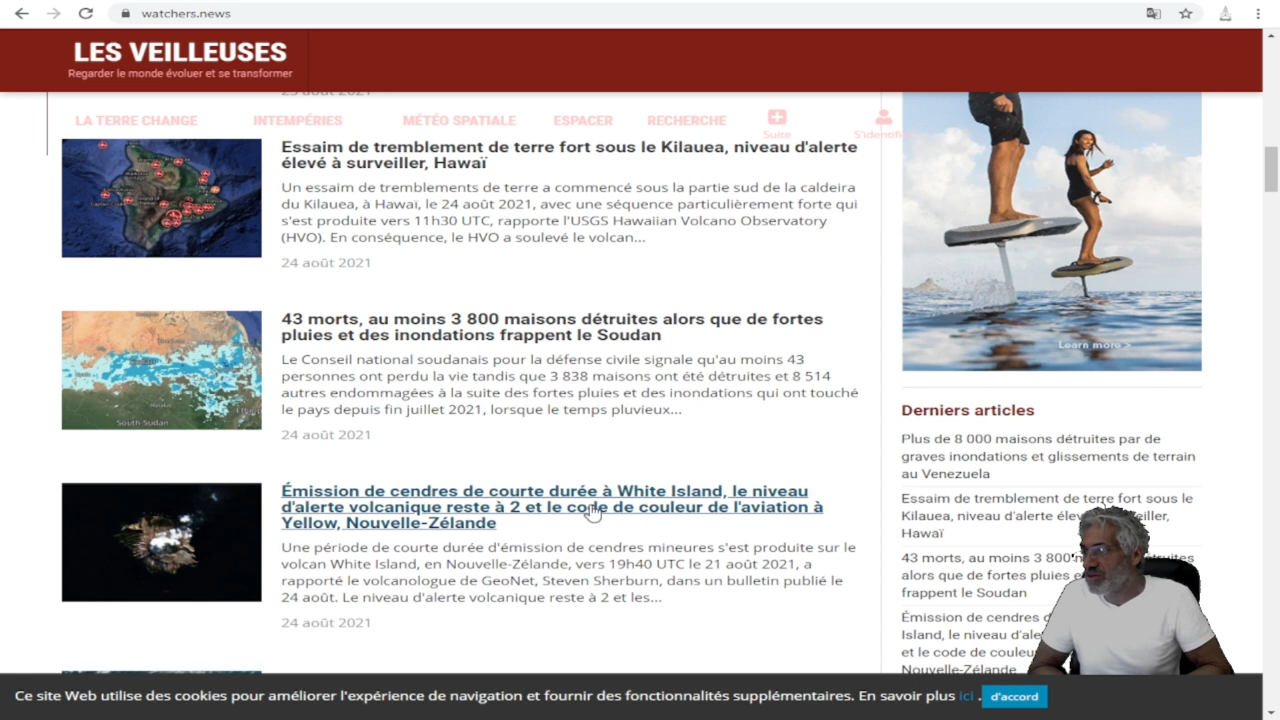 watchers.news
LES VEILLEUSES
Regarder le monde évoluer et se transformer
23 août 2021
LA TERRE CHANGE
INTEMPÉRIES
MÉTÉO SPATIALE
ESPACER
RECHERCHE
Suite
S'identifi
Essaim de tremblement de terre fort sous le Kilauea, niveau d'alerte
élevé à surveiller, Hawaï
Un essaim de tremblements de terre a commencé sous la partie sud de la caldeira
du Kilauea, à Hawaï, le 24 août 2021, avec une séquence particulièrement forte qui
s'est produite vers 11h30 UTC, rapporte l'USGS Hawaiian Volcano Observatory
(HVO). En conséquence, le HVO a soulevé le volcan...
24 août 2021
43 morts, au moins 3 800 maisons détruites alors que de fortes
pluies et des inondations frappent le Soudan
Le Conseil national soudanais pour la défense civile signale qu'au moins 43
personnes ont perdu la vie tandis que 3 838 maisons ont été détruites et 8 514
autres endommagées à la suite des fortes pluies et des inondations qui ont touché
le pays depuis fin juillet 2021, lorsque le temps pluvieux...
24 août 2021
South Sudan
Émission de cendres de courte durée à White Island, le niveau
d'alerte volcanique reste à 2 et le code de couleur de l'aviation à
Yellow, Nouvelle-Zélande
Une période de courte durée d'émission de cendres mineures s'est produite sur le
volcan White Island, en Nouvelle-Zélande, vers 19h40 UTC le 21 août 2021, a
rapporté le volcanologue de GeoNet, Steven Sherburn, dans un bulletin publié le
24 août. Le niveau d'alerte volcanique reste à 2 et les...
24 août 2021
Learn more >
Derniers articles
Plus de 8 000 maisons détruites par de
graves inondations et glissements de terrain
au Venezuela
Essaim de tremblement de terre fort sous le
Kilauea, niveau d'alerte élev eiller,
Hawaï
43 morts, au moins 3 800 truites
alors que de fortes pluies e
frappent le Soudan
Émission de cendres d
Island, le niveau d'ale
et le code de couleu
Nouvelle-Zélande
Ce site Web utilise des cookies pour améliorer l'expérience de navigation et fournir des fonctionnalités supplémentaires. En savoir plus ici . d'accord